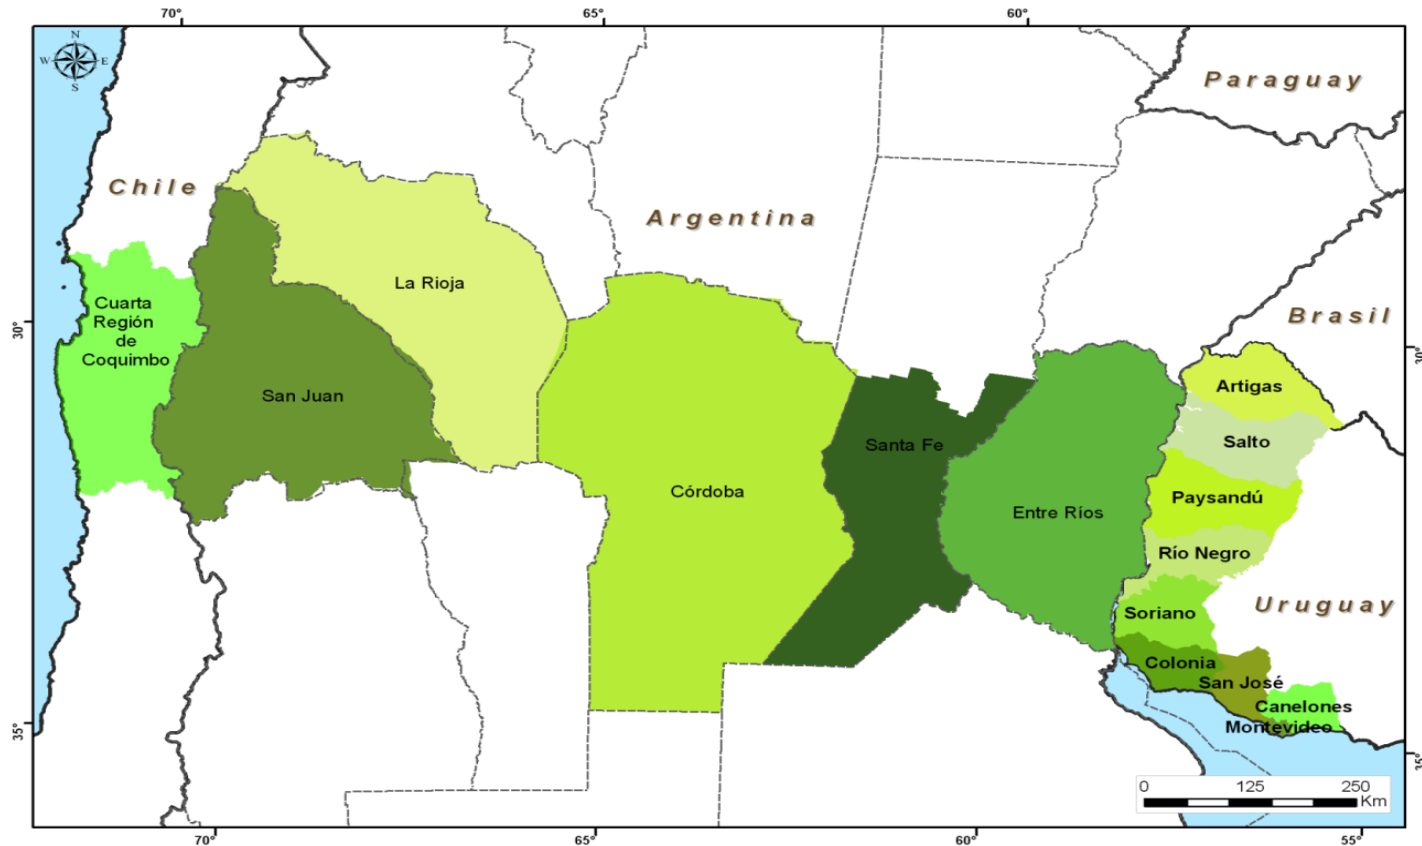 70° 65° 60°
N
W E
S
Paraguay
Chile
Argentina
La Rioja
Brasil
Cuarta
Región
de
Coquimbo
30°
30°
San Juan
Artigas
Santa Fe
Salto
Córdoba
Paysandú
Entre Ríos
Río Negro
Soriano
Uruguay
Colonia
San José
Canelones
Montevideo
35°
35°
0 125 250
Km
70° 65° 60° 55°